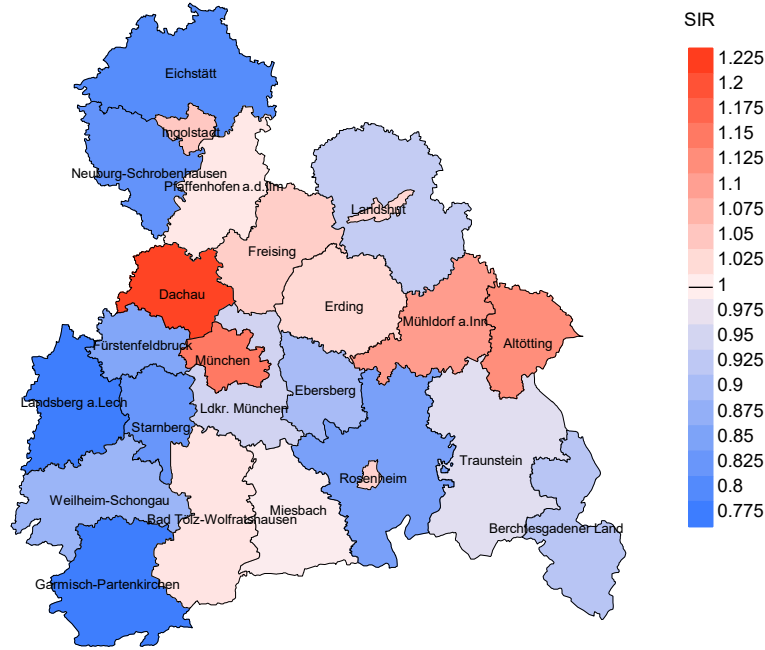 SIR
Eichstätt
Ingolstadt
Neuburg-Schrobenhausen
Pfaffenhofen a.d.Ilm
Landshut
Freising
Dachau
Erding
Mühldorf a.Inn
Altötting
Fürstenfeldbruck
München
Ebersberg
Landsberg a.Lech
Ldkr. München
Starnberg
Traunstein
Rosenheim
Weilheim-Schongau
Miesbach
Bad Tölz-Wolfratshausen
Berchtesgadener Land
Garmisch-Partenkirchen
1.225
1.2
1.175
1.15
1.125
1.1
1.075
1.05
1.025
1
0.975
0.95
0.925
0.9
0.875
0.85
0.825
0.8
0.775